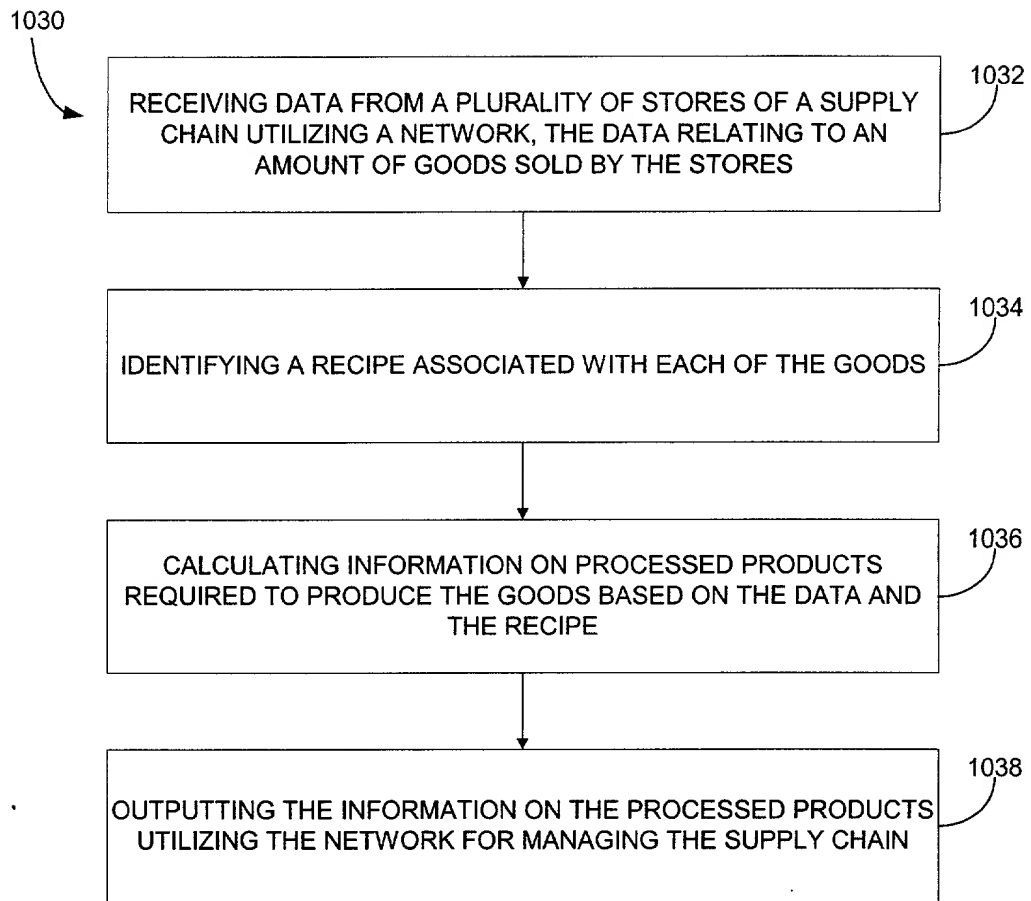 1030
1032
RECEIVING DATA FROM A PLURALITY OF STORES OF A SUPPLY
CHAIN UTILIZING A NETWORK, THE DATA RELATING TO AN
AMOUNT OF GOODS SOLD BY THE STORES
1034
IDENTIFYING A RECIPE ASSOCIATED WITH EACH OF THE GOODS
1036
CALCULATING INFORMATION ON PROCESSED PRODUCTS
REQUIRED TO PRODUCE THE GOODS BASED ON THE DATA AND
THE RECIPE
1038
OUTPUTTING THE INFORMATION ON THE PROCESSED PRODUCTS
UTILIZING THE NETWORK FOR MANAGING THE SUPPLY CHAIN